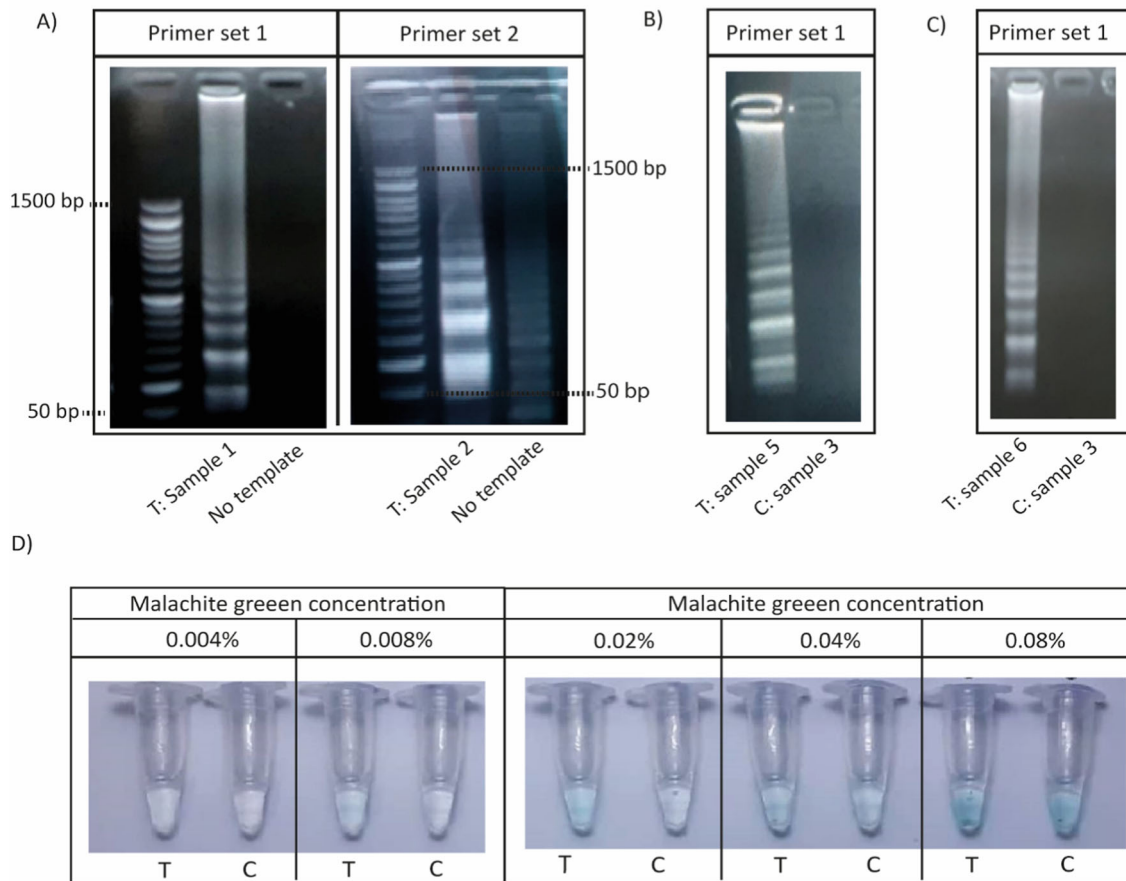 A)
Primer set 1
Primer set 2
1500 bp
50 bp
1500 bp
50 bp
T: Sample 1
No template
T: Sample 2
No template
B)
Primer set 1
T: sample 5
C: sample 3
C)
Primer set 1
T: sample 6
C: sample 3
D)
Malachite greeen concentration
0.004%
0.008%
T
C
T
C
Malachite greeen concentration
0.02%
0.04%
0.08%
T
C
T
C
T
C